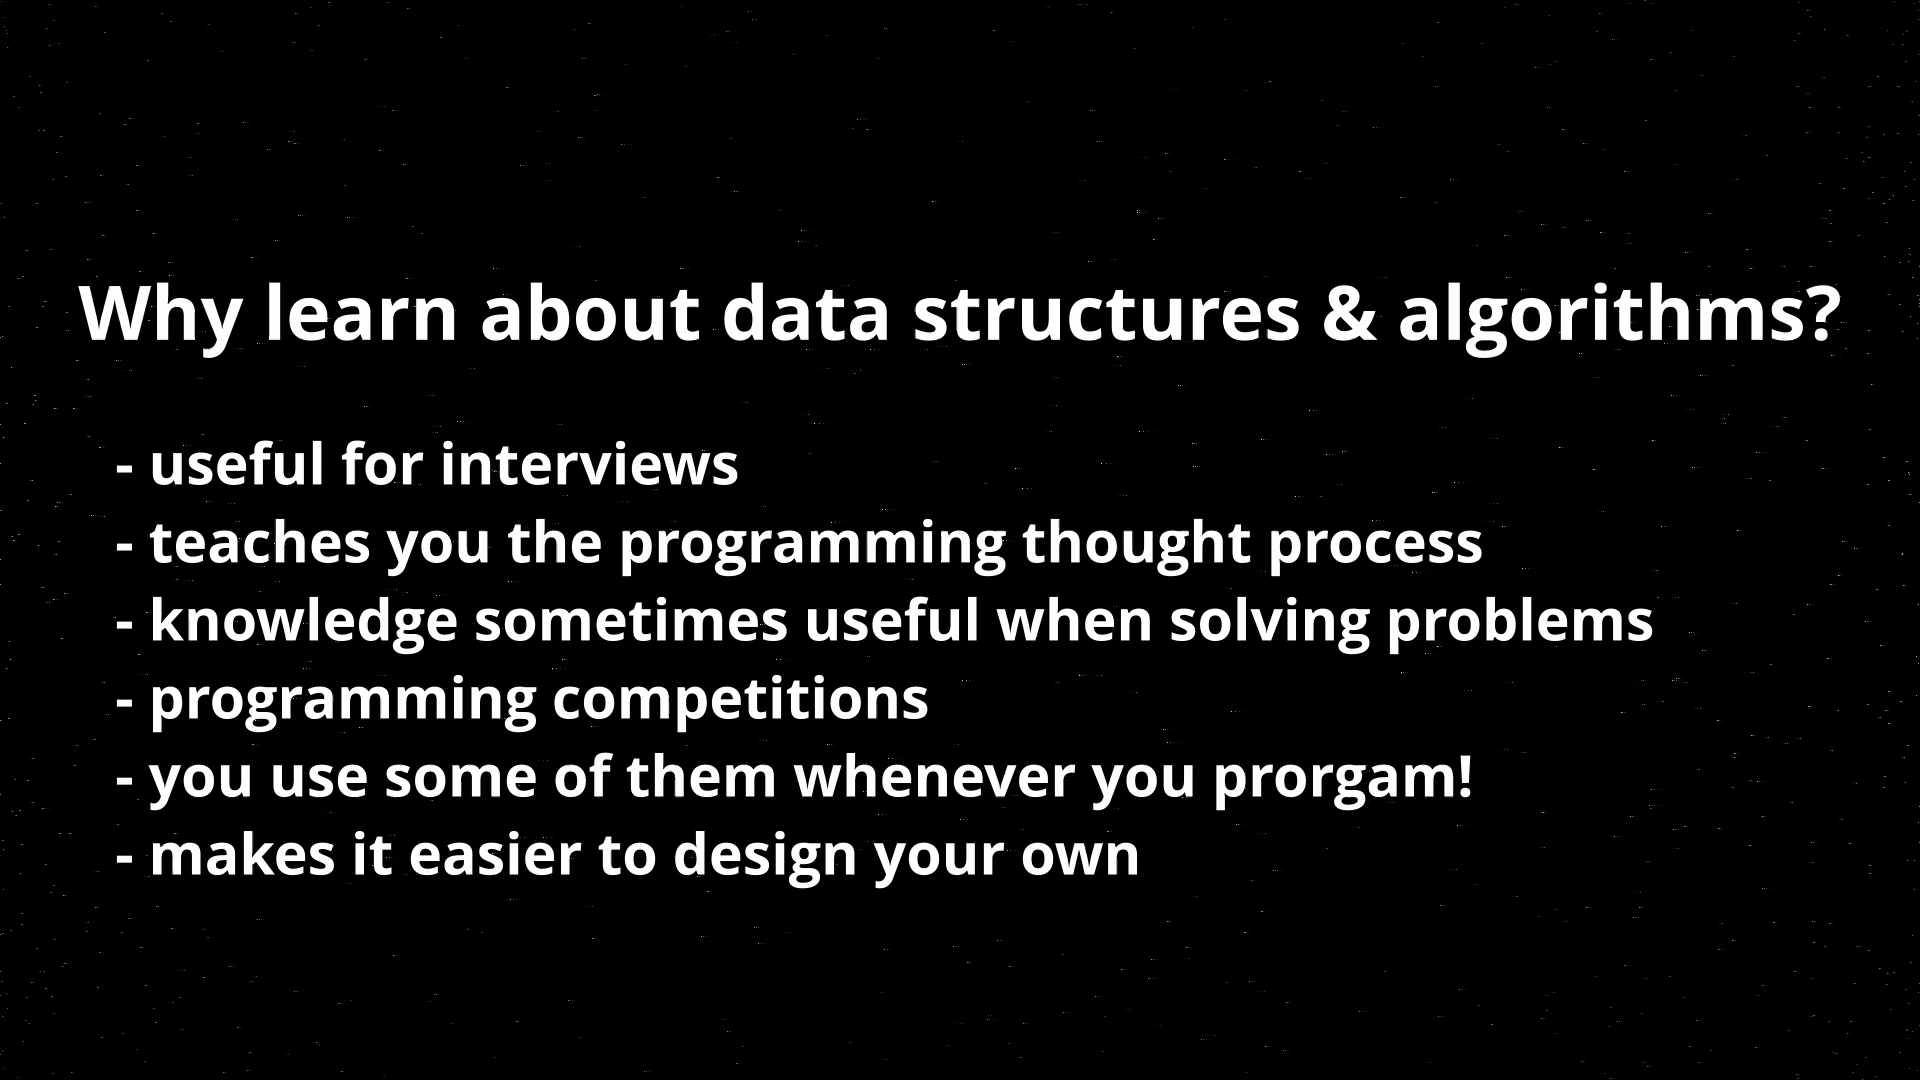 Why learn about data structures & algorithms?
- useful for interviews
- teaches you the programming thought process
- knowledge sometimes useful when solving problems
- programming competitions
- you use some of them whenever you prorgam!
- makes it easier to design your own